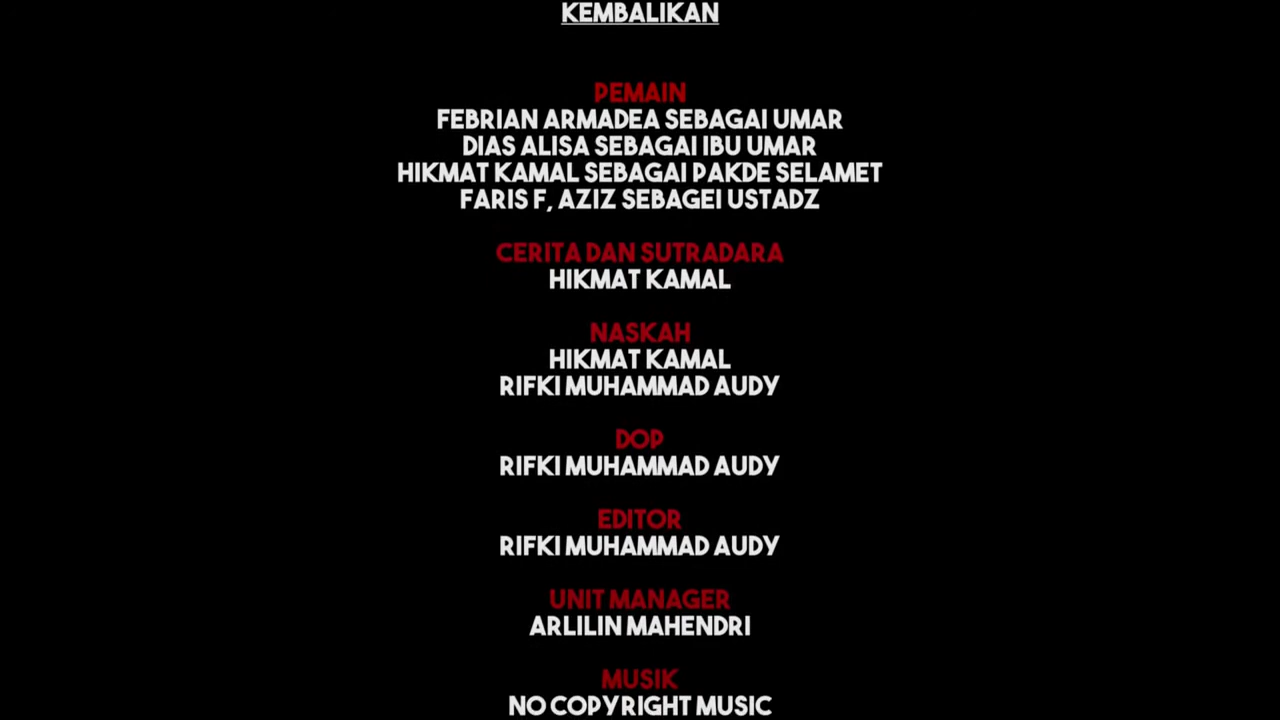 KEMBALIKAN
PEMAIN
FEBRIAN ARMADEA SEBAGAI UMAR
DIAS ALISA SEBAGAI IBU UMAR
HIKMAT KAMAL SEBAGAI PAKDE SELAMET
FARIS F, AZIZ SEBAGEI USTADZ
CERITA DAN SUTRADARA
HIKMAT KAMAL
NASKAH
HIKMAT KAMAL
RIFKI MUHAMMAD AUDY
DOP
RIFKI MUHAMMAD AUDY
EDITOR
RIFKI MUHAMMAD AUDY
UNIT MANAGER
ARLILIN MAHENDRI
MUSIK
NO COPYRIGHT MUSIC